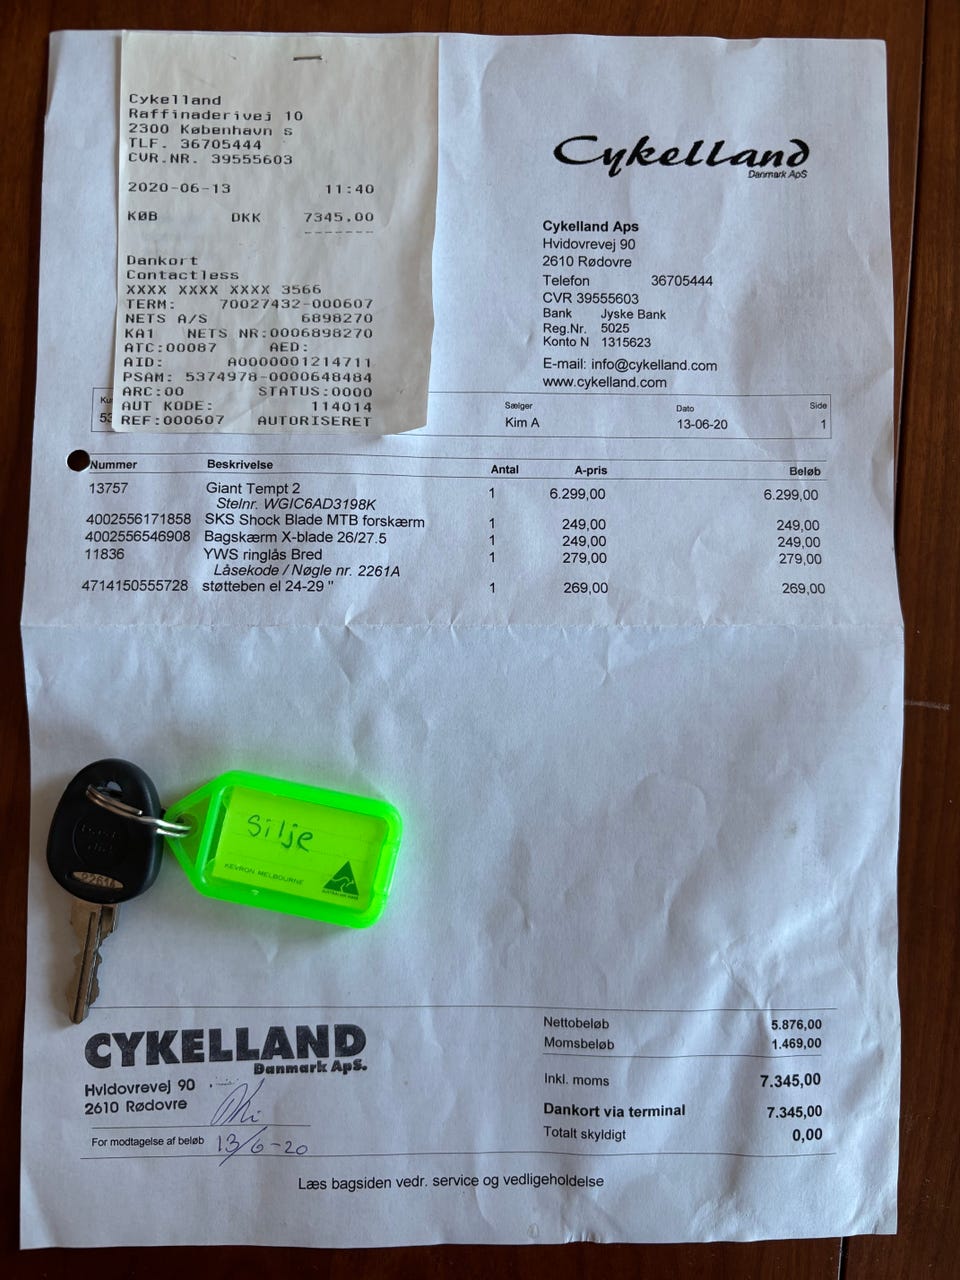 Cykelland
Raffinaderivej 10
2300 København s
TLF. 36705444
CVR.NR. 39555603
2020-06-13 11:40
KØB DKK 7345.00
Dankort
Contactless
XXXX XXXX XXXX 3566
TERM: 70027432-000607
NETS A/S 6898270
KA1 NETS NR:0006898270
ATC:00087 AED:
AID: A0000001214711
PSAM: 5374978-0000648484
ARC:00 STATUS:0000
AUT KODE: 114014
REF:000607 AUTORISERET
Cykelland
Danmark ApS
Cykelland Aps
Hvidovrevej 90
2610 Rødovre
Telefon 36705444
CVR 39555603
Bank Jyske Bank
Reg.Nr. 5025
Konto N 1315623
E-mail: info@cykelland.com
www.cykelland.com
Sælger Dato Side
Kim A 13-06-20 1
Nummer Beskrivelse Antal A-pris Beløb
13757 Giant Tempt 2 1 6.299,00 6.299,00
Stelnr. WGIC6AD3198K
4002556171858 SKS Shock Blade MTB forskærm 1 249,00 249,00
4002556546908 Bagskærm X-blade 26/27.5 1 249,00 249,00
11836 YWS ringlås Bred 1 279,00 279,00
Låsekode / Nøgle nr. 2261A
4714150555728 støtteben el 24-29 " 1 269,00 269,00
Silje
KEVRON MELBOURNE
2261A
CYKELLAND
Danmark ApS.
Hvidovrevej 90
2610 Rødovre
For modtagelse af beløb 13/6-20
Nettobeløb 5.876,00
Momsbeløb 1.469,00
Inkl. moms 7.345,00
Dankort via terminal 7.345,00
Totalt skyldigt 0,00
Læs bagsiden vedr. service og vedligeholdelse